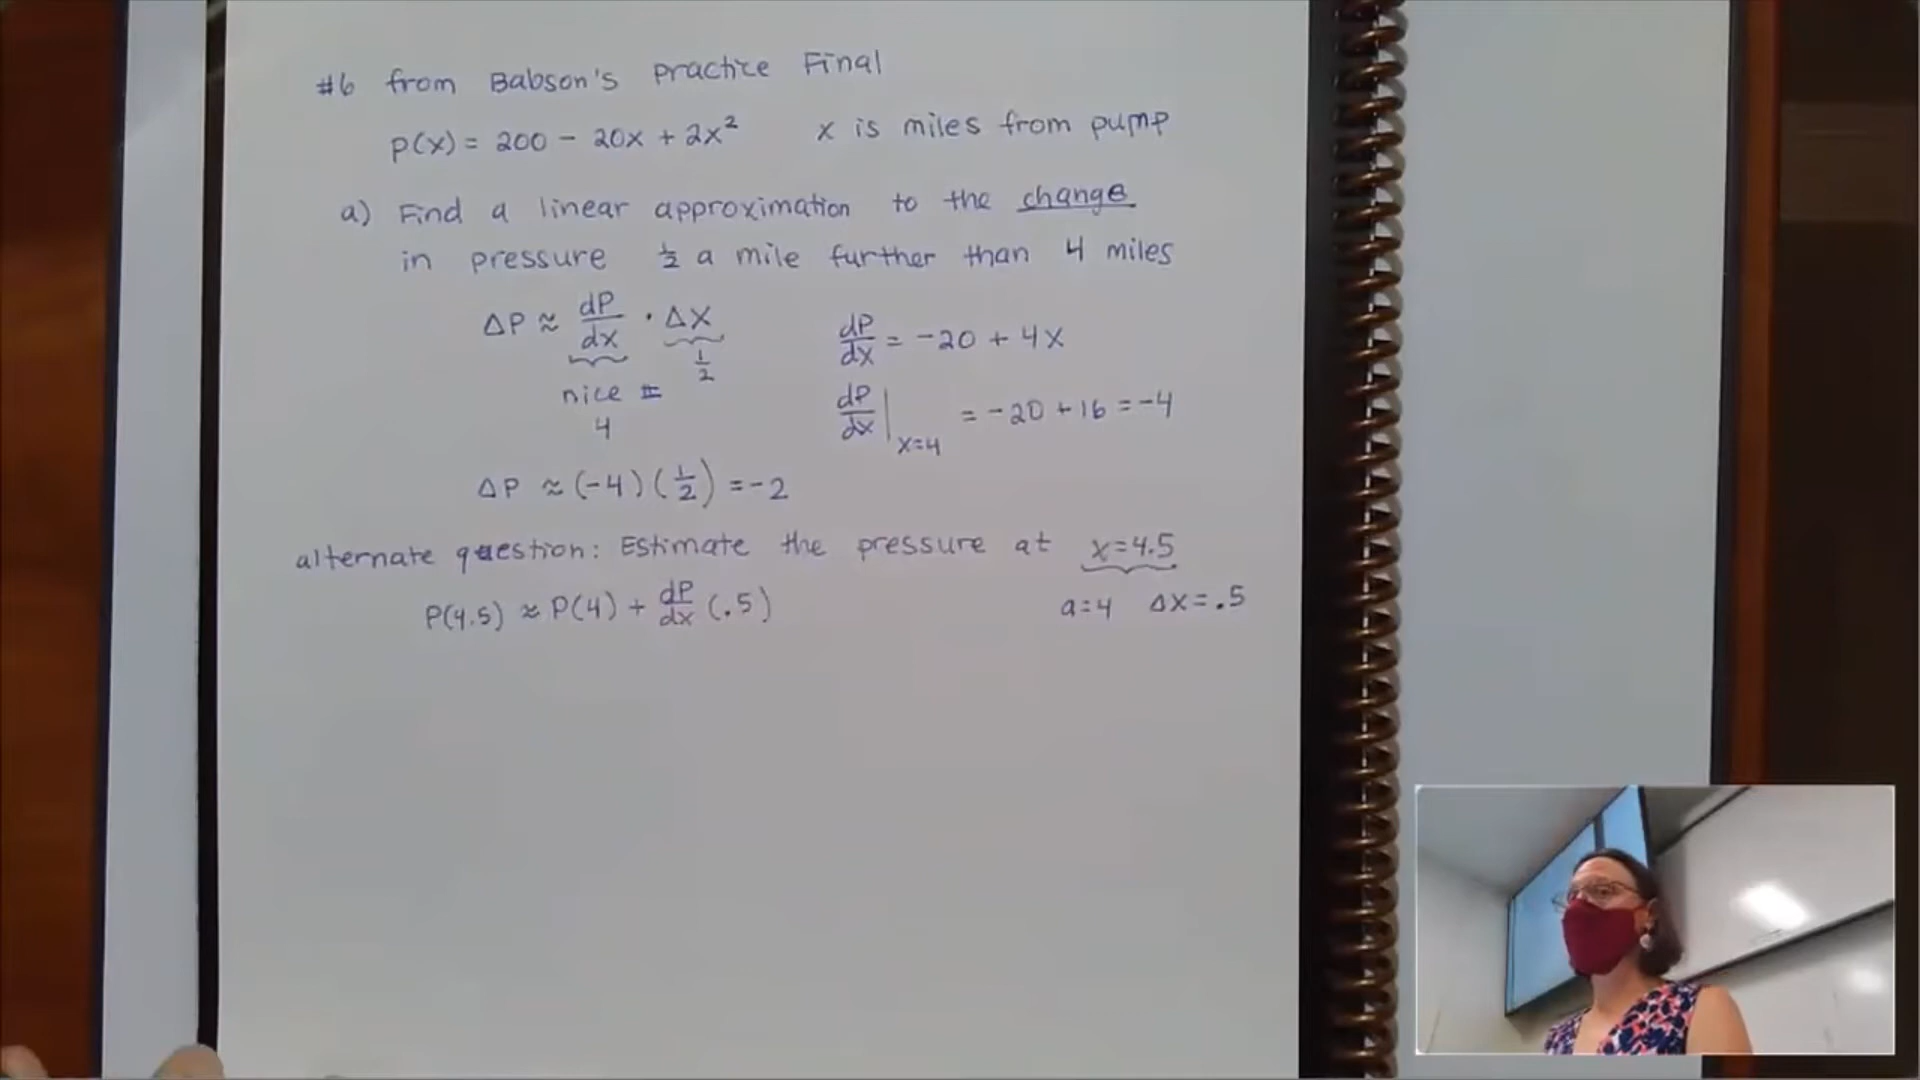 #6 from Babson's practice Final
P(x) = 200 - 20x + 2x² x is miles from pump
a) Find a linear approximation to the change
in pressure ½ a mile further than 4 miles
ΔP ≈ dP/dx · Δx
1/2
nice #
4
dP/dx = -20 + 4x
dP/dx |x=4 = -20 + 16 = -4
ΔP ≈ (-4)(1/2) = -2
alternate question: Estimate the pressure at x=4.5
P(4.5) ≈ P(4) + dP/dx (.5) a=4 Δx=.5